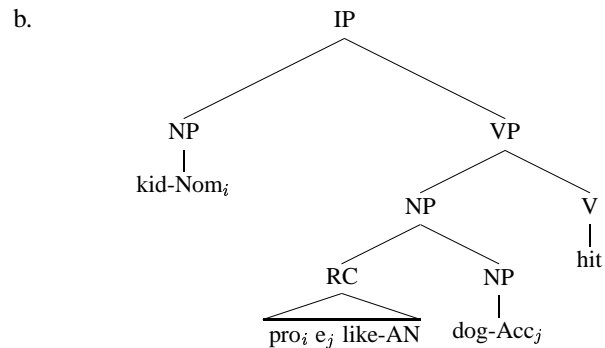 b.
IP
NP VP
kid-Nomᵢ
NP V
hit
RC NP
proᵢ eⱼ like-AN dog-Accⱼ